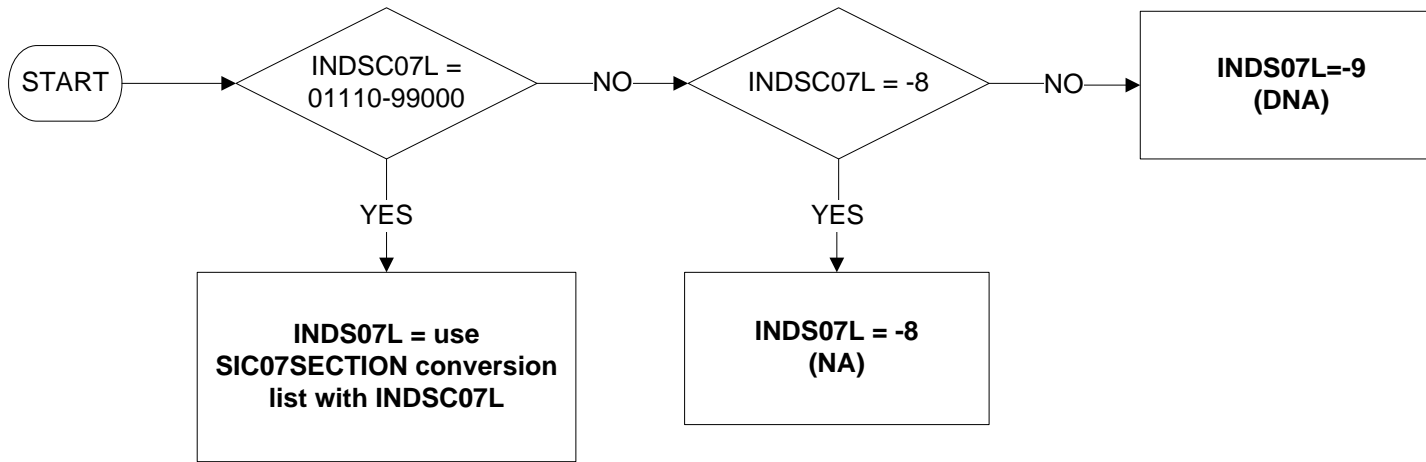 START
INDSC07L =
01110-99000
NO
INDSC07L = -8
NO
INDS07L=-9
(DNA)
YES
YES
INDS07L = use
SIC07SECTION conversion
list with INDSC07L
INDS07L = -8
(NA)